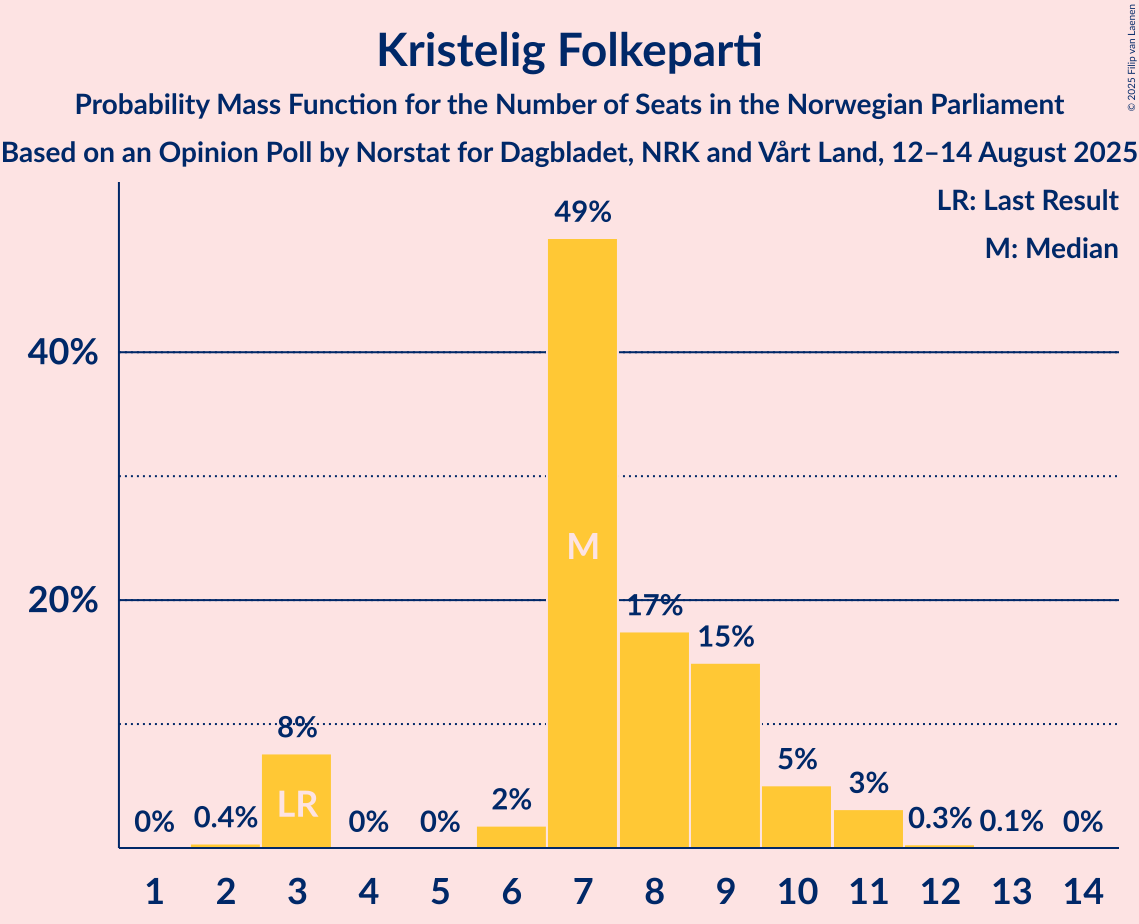 Kristelig Folkeparti
Probability Mass Function for the Number of Seats in the Norwegian Parliament
Based on an Opinion Poll by Norstat for Dagbladet, NRK and Vårt Land, 12–14 August 2025
© 2025 Filip van Laenen
LR: Last Result
M: Median
49%
40%
M
20%
17%
15%
8%
LR
0%
0.4%
0%
0%
2%
5%
3%
0.3%
0.1%
0%
1 2 3 4 5 6 7 8 9 10 11 12 13 14